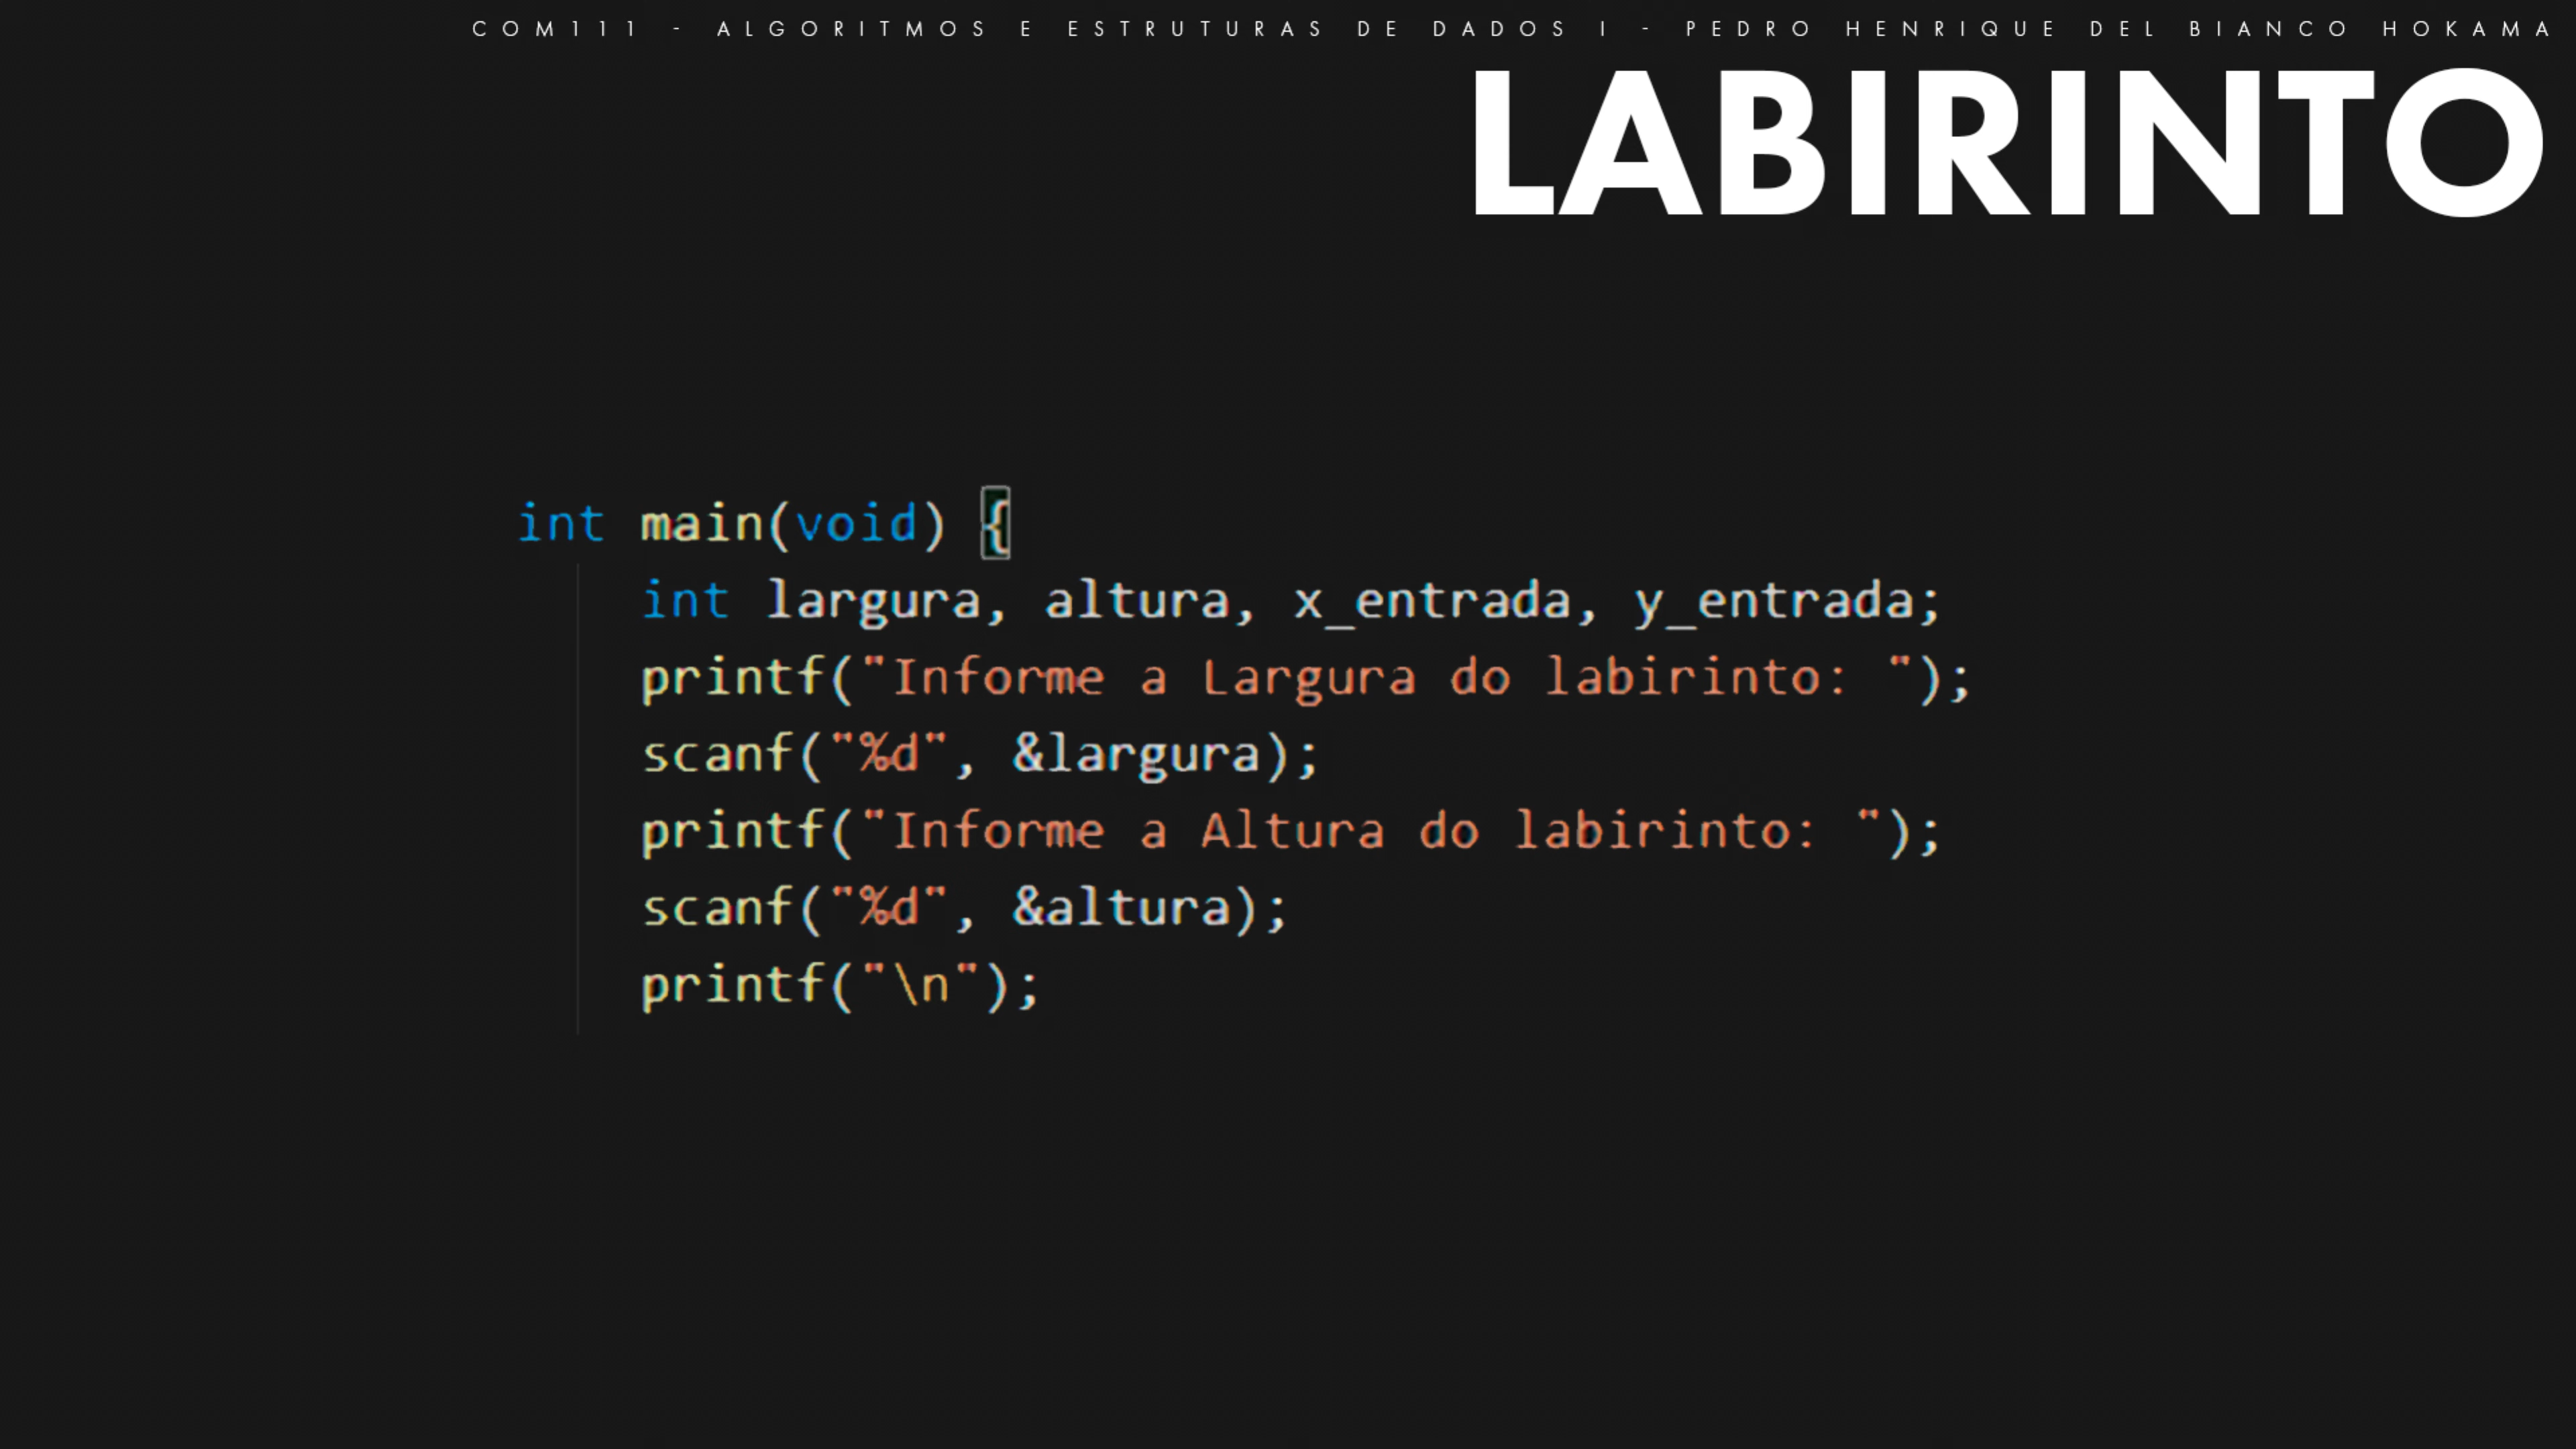 COM111 - ALGORITMOS E ESTRUTURAS DE DADOS I - PEDRO HENRIQUE DEL BIANCO HOKAMA
LABIRINTO
int main(void) {
    int largura, altura, x_entrada, y_entrada;
    printf("Informe a Largura do labirinto: ");
    scanf("%d", &largura);
    printf("Informe a Altura do labirinto: ");
    scanf("%d", &altura);
    printf("\n");